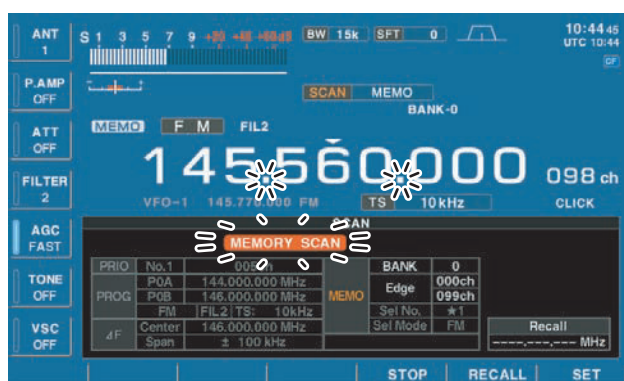 ANT
1
S 1 3 5 7 9 +20 +40 +60dB
BW 15k
SFT 0
10:44 45
UTC 10:44
CF
P.AMP
OFF
SCAN MEMO
BANK-0
ATT
OFF
MEMO F M FIL2
145.560.000
098 ch
FILTER
2
VFO-1 145.770.000 FM
TS 10kHz
CLICK
SCAN
AGC
FAST
MEMORY SCAN
PRIO No.1 005ch
PROG P0A 144.000.000 MHz
P0B 146.000.000 MHz
FM FIL2 TS: 10kHz
ΔF Center 146.000.000 MHz
Span ± 100 kHz
MEMO BANK 0
Edge 000ch
099ch
Sel No. ★1
Sel Mode FM
Recall
----.---.--- MHz
TONE
OFF
VSC
OFF
STOP RECALL SET